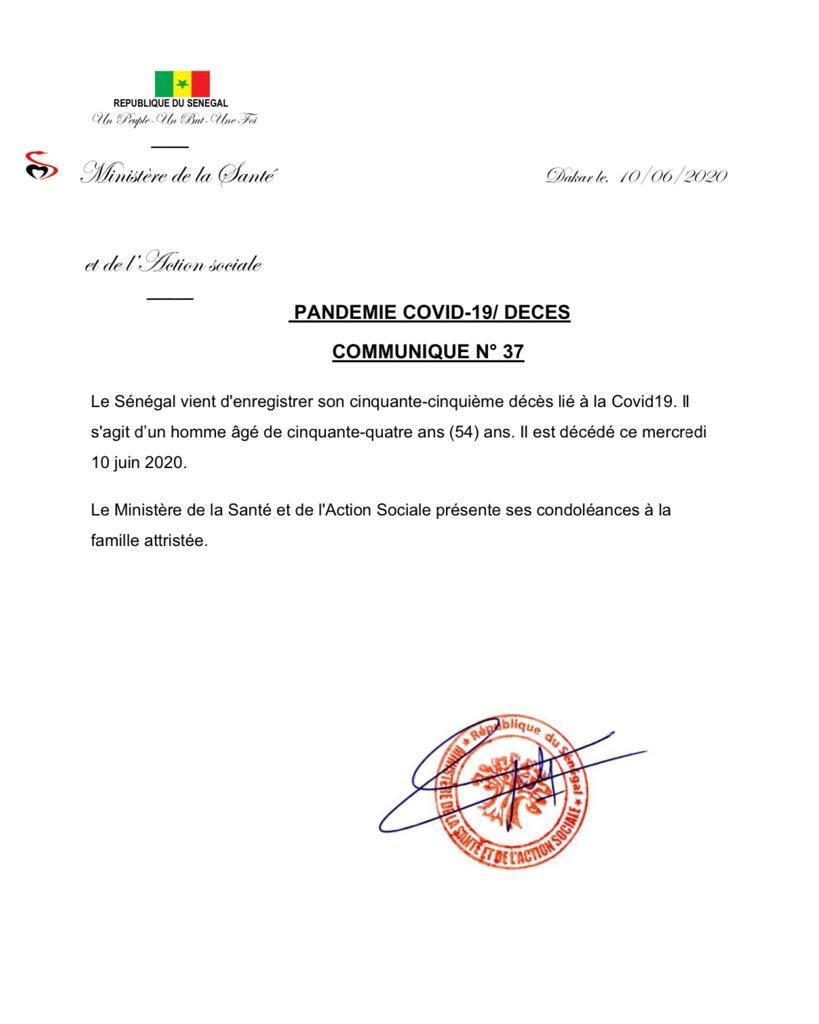 REPUBLIQUE DU SENEGAL
Un Peuple-Un But-Une Foi
Ministère de la Santé
Dakar le, 10/06/2020
et de l'Action sociale
PANDEMIE COVID-19/ DECES
COMMUNIQUE N° 37
Le Sénégal vient d'enregistrer son cinquante-cinquième décès lié à la Covid19. Il
s'agit d’un homme âgé de cinquante-quatre ans (54) ans. Il est décédé ce mercredi
10 juin 2020.
Le Ministère de la Santé et de l'Action Sociale présente ses condoléances à la
famille attristée.
République du Sénégal
MINISTERE DE LA SANTÉ ET DE L'ACTION SOCIALE